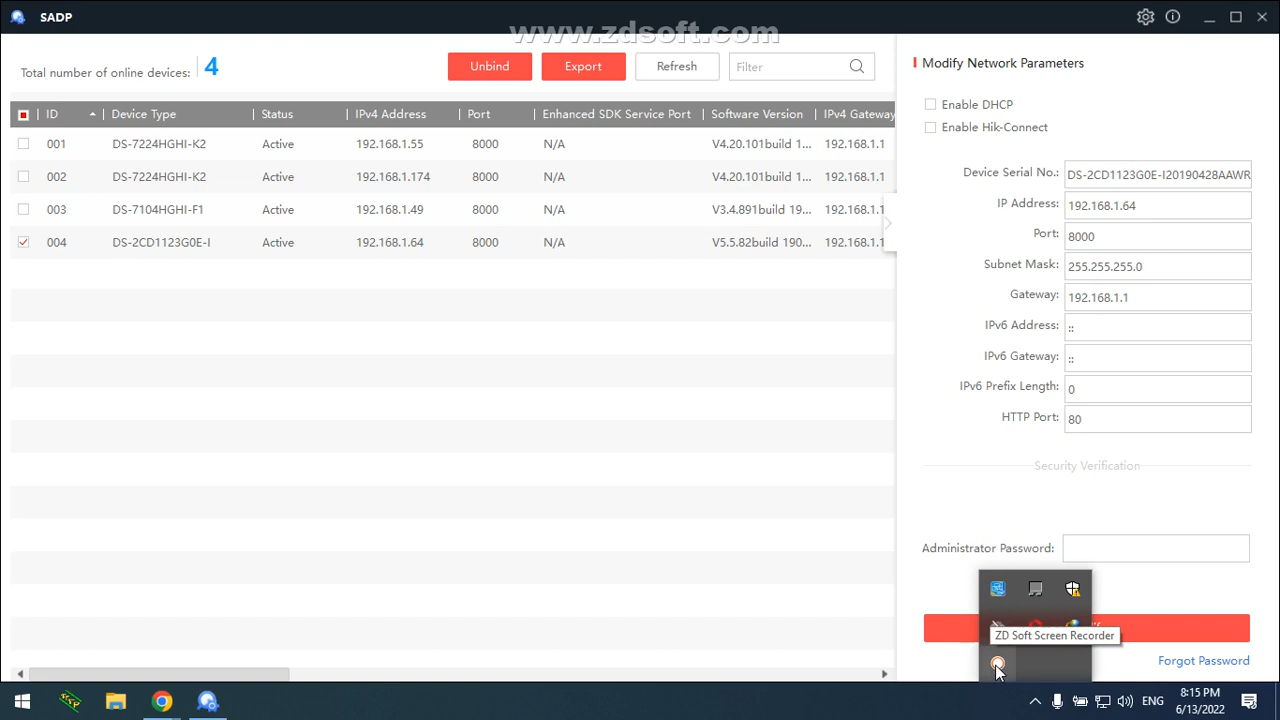 SADP
www.zdsoft.com
Total number of online devices: 4
Unbind
Export
Refresh
Filter
ID Device Type Status IPv4 Address Port Enhanced SDK Service Port Software Version IPv4 Gateway
001 DS-7224HGHI-K2 Active 192.168.1.55 8000 N/A V4.20.101build 1... 192.168.1.1
002 DS-7224HGHI-K2 Active 192.168.1.174 8000 N/A V4.20.101build 1... 192.168.1.1
003 DS-7104HGHI-F1 Active 192.168.1.49 8000 N/A V3.4.891build 19... 192.168.1.1
004 DS-2CD1123G0E-I Active 192.168.1.64 8000 N/A V5.5.82build 190... 192.168.1.1
Modify Network Parameters
Enable DHCP
Enable Hik-Connect
Device Serial No.: DS-2CD1123G0E-I20190428AAWR
IP Address: 192.168.1.64
Port: 8000
Subnet Mask: 255.255.255.0
Gateway: 192.168.1.1
IPv6 Address: ::
IPv6 Gateway: ::
IPv6 Prefix Length: 0
HTTP Port: 80
Security Verification
Administrator Password:
ZD Soft Screen Recorder
Forgot Password
ENG
8:15 PM
6/13/2022